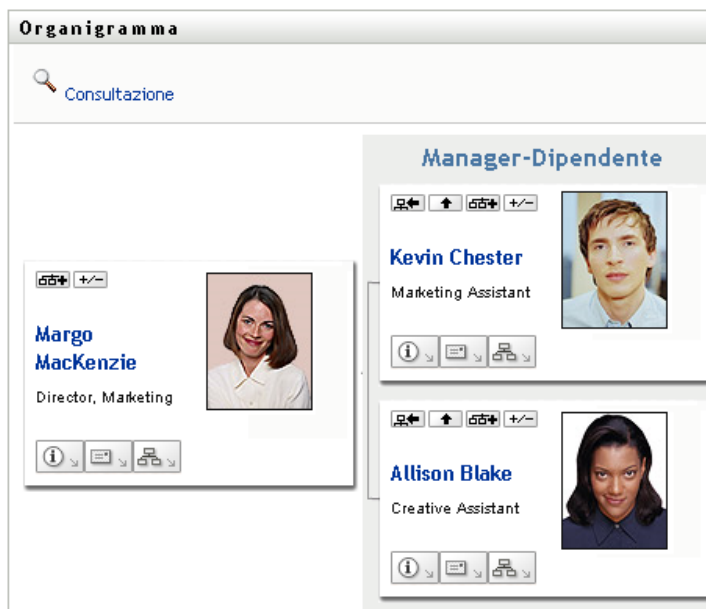 Organigramma
Consultazione
Manager-Dipendente
+/-
Margo
MacKenzie
Director, Marketing
+/-
Kevin Chester
Marketing Assistant
+/-
Allison Blake
Creative Assistant